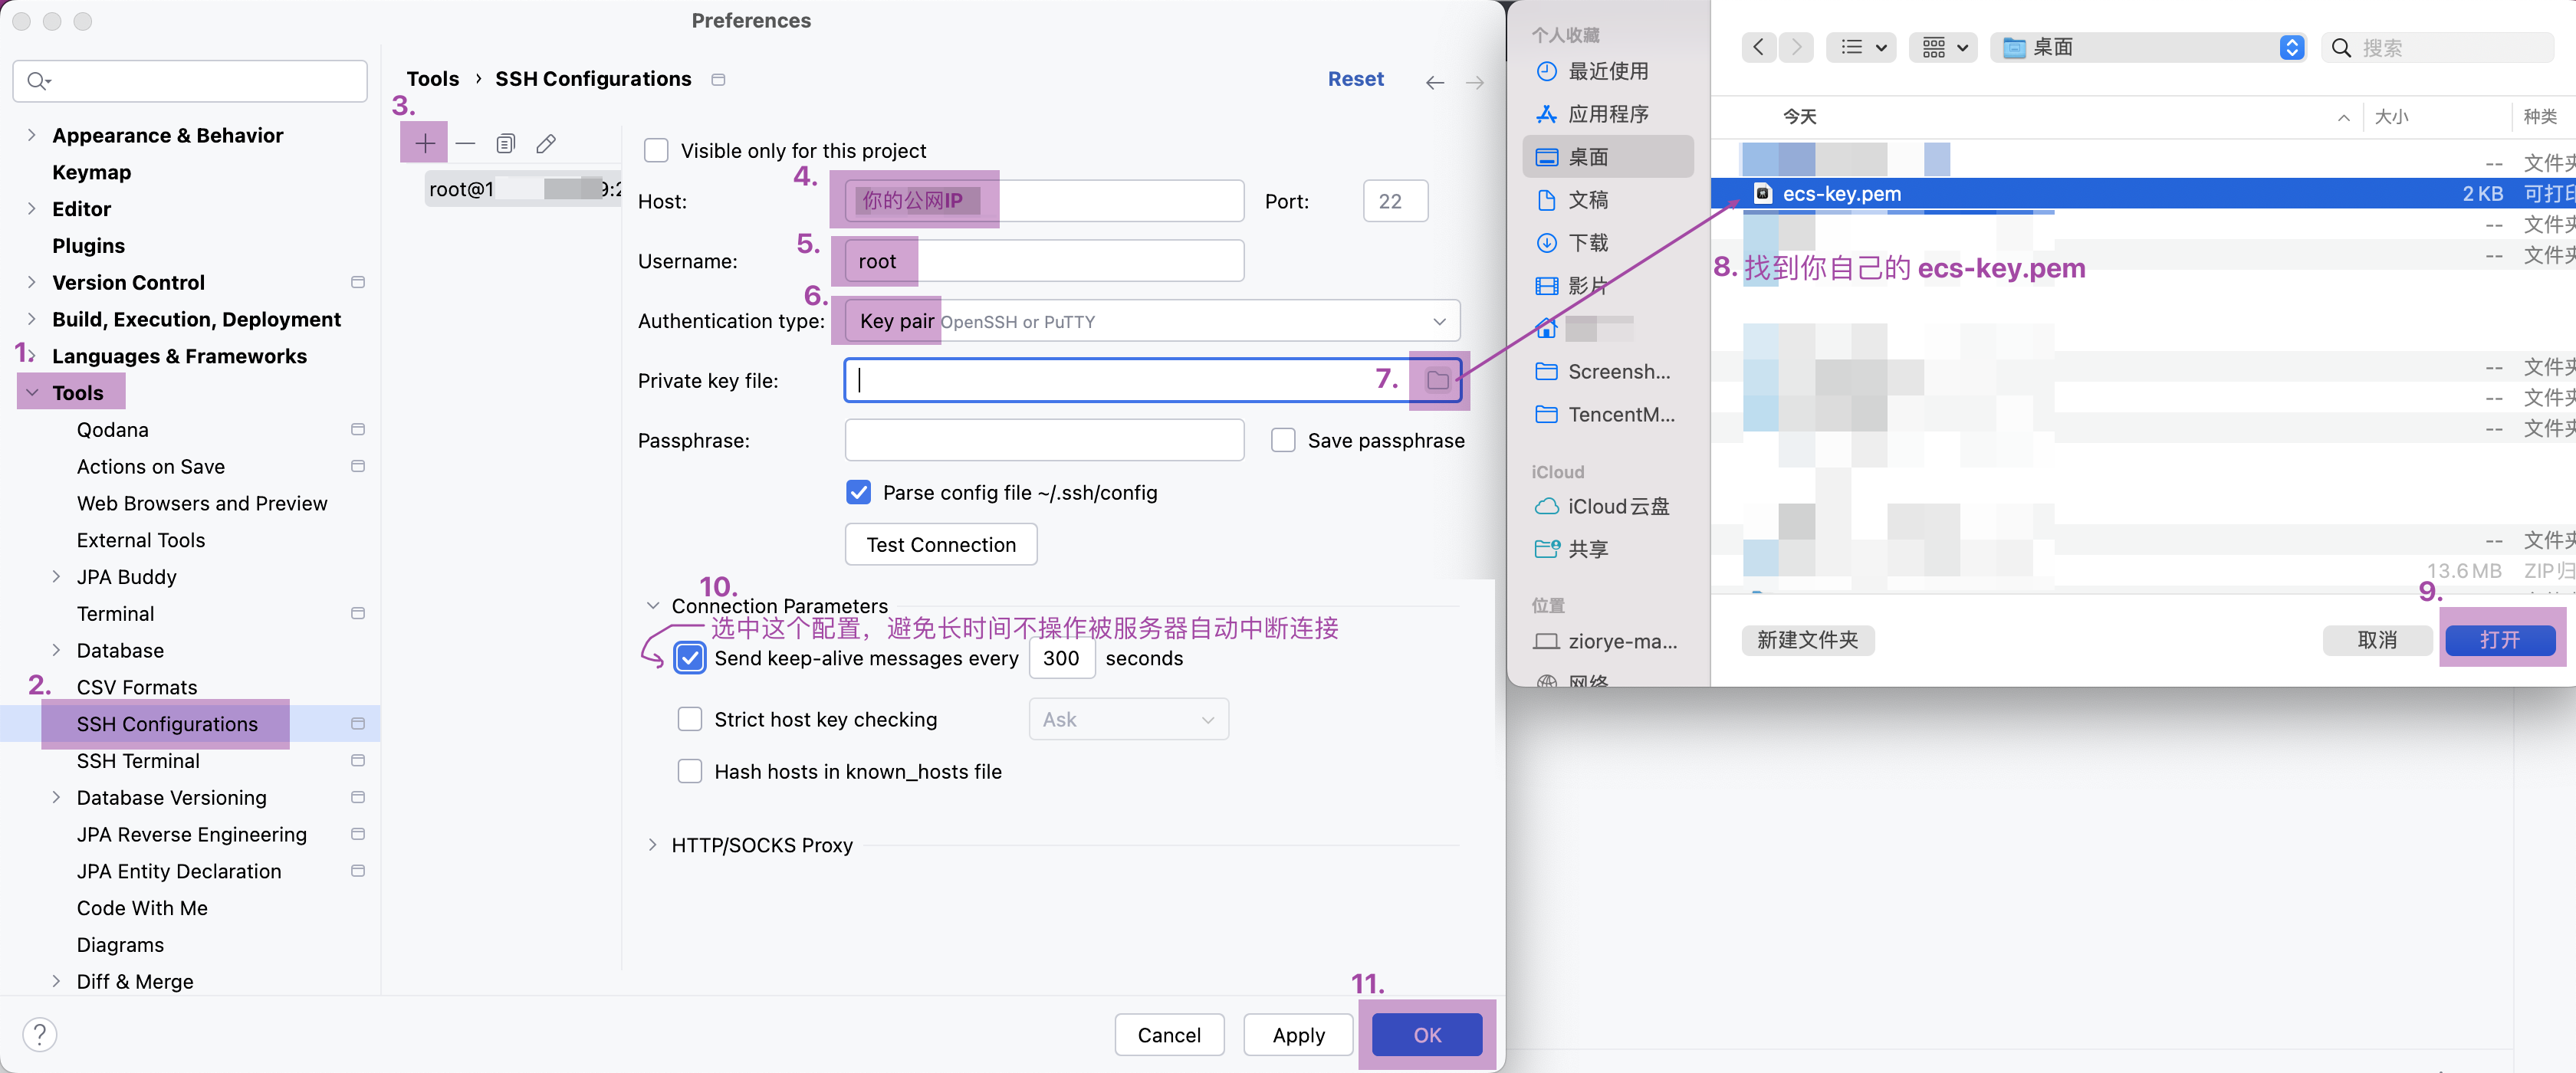 Preferences
Tools › SSH Configurations
Reset
3.
Appearance & Behavior
Keymap
Editor
Plugins
Version Control
Build, Execution, Deployment
1.
Languages & Frameworks
Tools
Qodana
Actions on Save
Web Browsers and Preview
External Tools
JPA Buddy
Terminal
Database
CSV Formats
2.
SSH Configurations
SSH Terminal
Database Versioning
JPA Reverse Engineering
JPA Entity Declaration
Code With Me
Diagrams
Diff & Merge
?
root@1
9:2
Visible only for this project
4.
Host: 你的公网IP Port: 22
5.
Username: root
6.
Authentication type: Key pair OpenSSH or PuTTY
Private key file: 7.
Passphrase: Save passphrase
Parse config file ~/.ssh/config
Test Connection
10.
Connection Parameters
选中这个配置，避免长时间不操作被服务器自动中断连接
Send keep-alive messages every 300 seconds
Strict host key checking Ask
Hash hosts in known_hosts file
HTTP/SOCKS Proxy
11.
Cancel Apply OK
个人收藏
最近使用
应用程序
桌面
文稿
下载
影片
Screensh...
TencentM...
iCloud
iCloud云盘
共享
位置
ziorye-ma...
网络
桌面
搜索
今天 大小 种类
-- 文件夹
ecs-key.pem 2 KB 可打印
-- 文件夹
-- 文件夹
8. 找到你自己的 ecs-key.pem
-- 文件夹
-- 文件夹
-- 文件夹
-- 文件夹
13.6 MB ZIP归
9.
新建文件夹 取消 打开